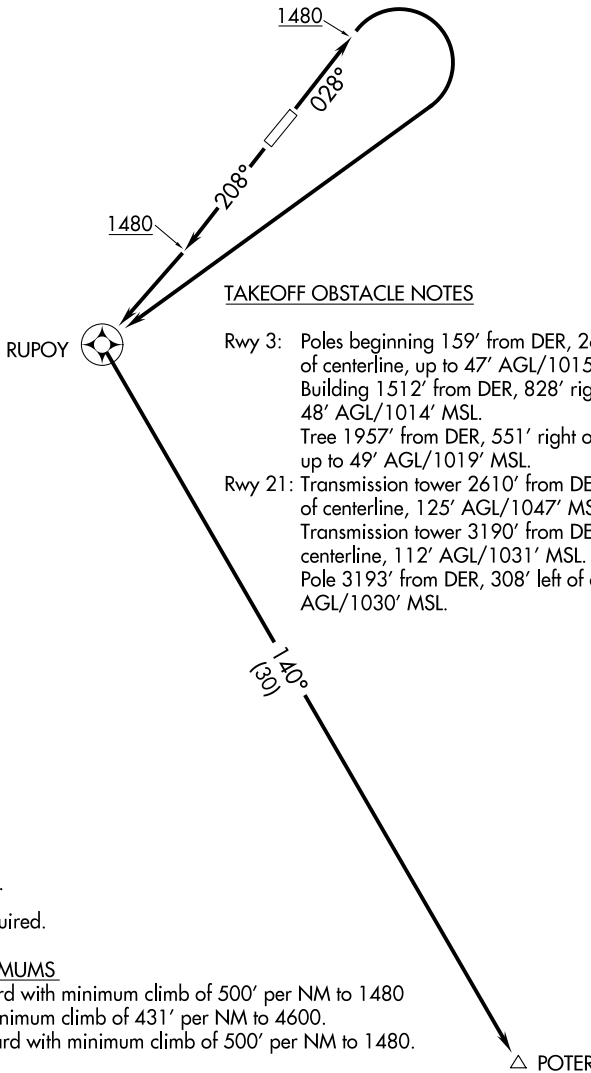 1480
028°
208°
1480
RUPOY
TAKEOFF OBSTACLE NOTES
Rwy 3: Poles beginning 159' from DER,
of centerline, up to 47' AGL/1015
Building 1512' from DER, 828'
48' AGL/1014' MSL.
Tree 1957' from DER, 551' right
up to 49' AGL/1019' MSL.
Rwy 21: Transmission tower 2610' from
of centerline, 125' AGL/1047'
Transmission tower 3190' from
centerline, 112' AGL/1031' MSL.
Pole 3193' from DER, 308' left of
AGL/1030' MSL.
140°
(30)
MUMS
with minimum climb of 500' per NM to 1480
climb of 431' per NM to 4600.
with minimum climb of 500' per NM to 1480.
POTER